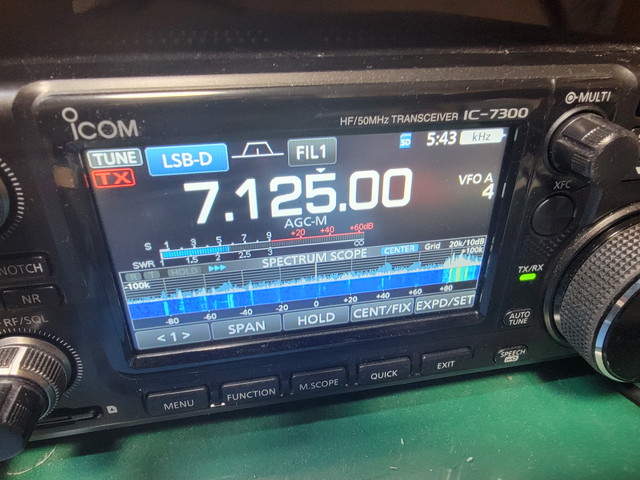 ICOM
HF/50MHz TRANSCEIVER IC-7300
MULTI
TUNE LSB-D FIL1 SD 5:43 kHz
TX
7.125.00 VFO A
4
XFC
AGC-M
S 1 3 5 7 9 +20 +40 +60dB
SWR 1 1.5 2 2.5 3 ∞
HOLD SPECTRUM SCOPE CENTER Grid 20k/10dB
-100k +100k
-80 -60 -40 -20 0 +20 +40 +60 +80
< 1 > SPAN HOLD CENT/FIX EXPD/SET
NOTCH
NR
RF/SQL
TX/RX
AUTO
TUNE
SPEECH
MENU FUNCTION M.SCOPE QUICK EXIT